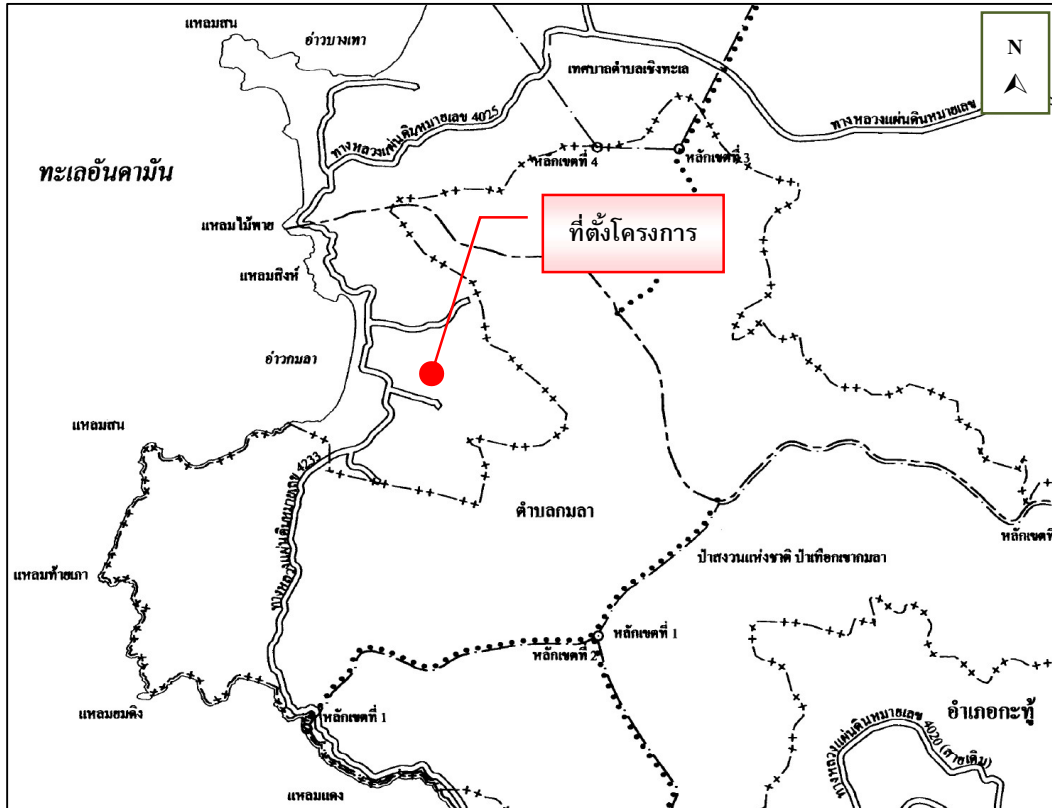 แหลมสน
อ่าวบางเทา
N
เทศบาลตำบลเชิงทะเล
ทางหลวงแผ่นดินหมายเลข 4025
ทางหลวงแผ่นดินหมายเลข
หลักเขตที่ 4
หลักเขตที่ 3
ทะเลอันดามัน
ที่ตั้งโครงการ
แหลมไม้พาย
แหลมสิงห์
อ่าวกมลา
แหลมสน
ทางหลวงแผ่นดินหมายเลข 4233
ตำบลกมลา
หลักเขตที่
ป่าสงวนแห่งชาติ ป่าเทือกเขากมลา
แหลมท้ายเภา
หลักเขตที่ 1
หลักเขตที่ 2
แหลมยมดิง
หลักเขตที่ 1
อำเภอกะทู้
ทางหลวงแผ่นดินหมายเลข 4020 (สายเดิม)
แหลมแดง